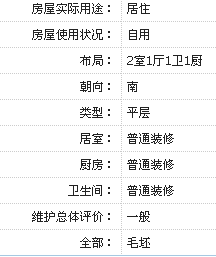 房屋实际用途： 居住
房屋使用状况： 自用
布局： 2室1厅1卫1厨
朝向： 南
类型： 平层
居室： 普通装修
厨房： 普通装修
卫生间： 普通装修
维护总体评价： 一般
全部： 毛坯